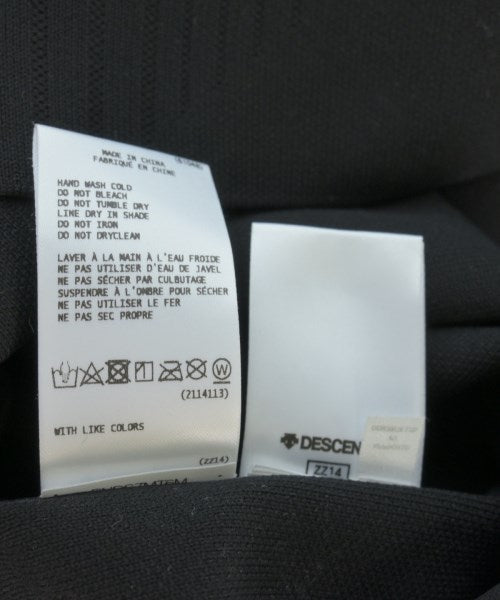 MADE IN CHINA
FABRIQUÉ EN CHINE
HAND WASH COLD
DO NOT BLEACH
DO NOT TUMBLE DRY
LINE DRY IN SHADE
DO NOT IRON
DO NOT DRYCLEAN
LAVER À LA MAIN À L'EAU FROIDE
NE PAS UTILISER D'EAU DE JAVEL
NE PAS SÉCHER PAR CULBUTAGE
SUSPENDRE À L'OMBRE POUR SÉCHER
NE PAS UTILISER LE FER
NE PAS SEC PROPRE
W
(2114113)
WITH LIKE COLORS
(ZZ14)
DESCEN
ZZ14